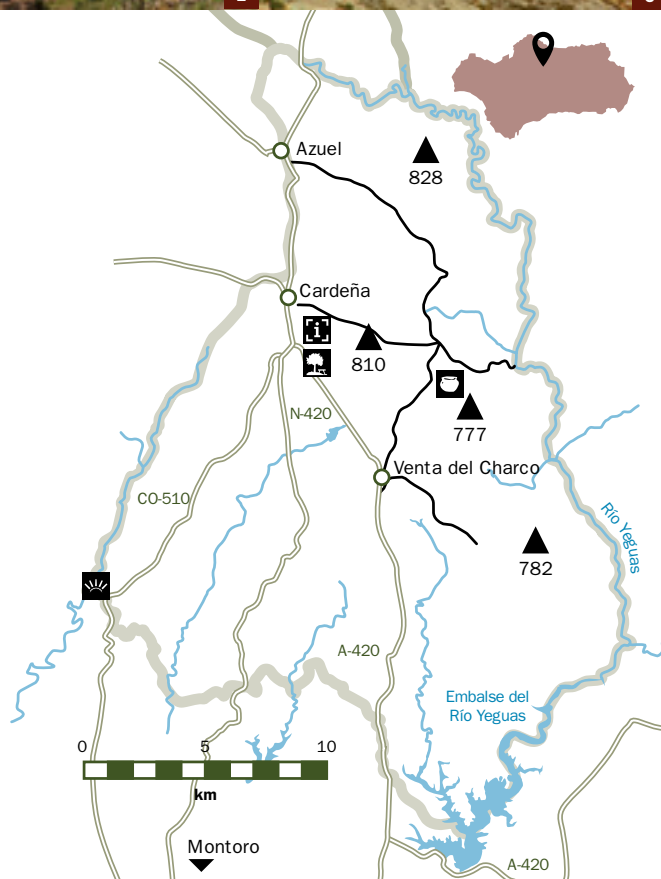 Azuel
828
Cardeña
i
810
N-420
777
Venta del Charco
CO-510
Río Yeguas
782
A-420
Embalse del
Río Yeguas
0 5 10
km
Montoro
A-420